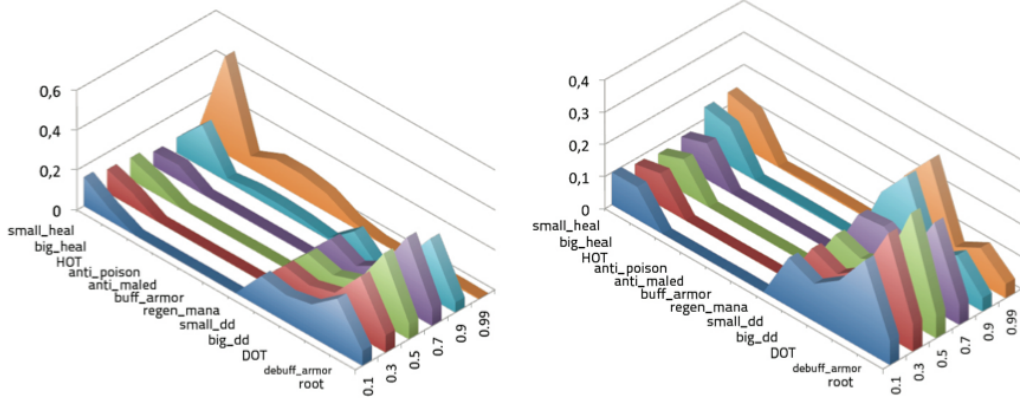 0,6
0,4
0,2
0
small_heal
big_heal
HOT
anti_poison
anti_maled
buff_armor
regen_mana
small_dd
big_dd
DOT
debuff_armor
root
0.1
0.3
0.5
0.7
0.9
0.99
0,4
0,3
0,2
0,1
0
small_heal
big_heal
HOT
anti_poison
anti_maled
buff_armor
regen_mana
small_dd
big_dd
DOT
debuff_armor
root
0.1
0.3
0.5
0.7
0.9
0.99